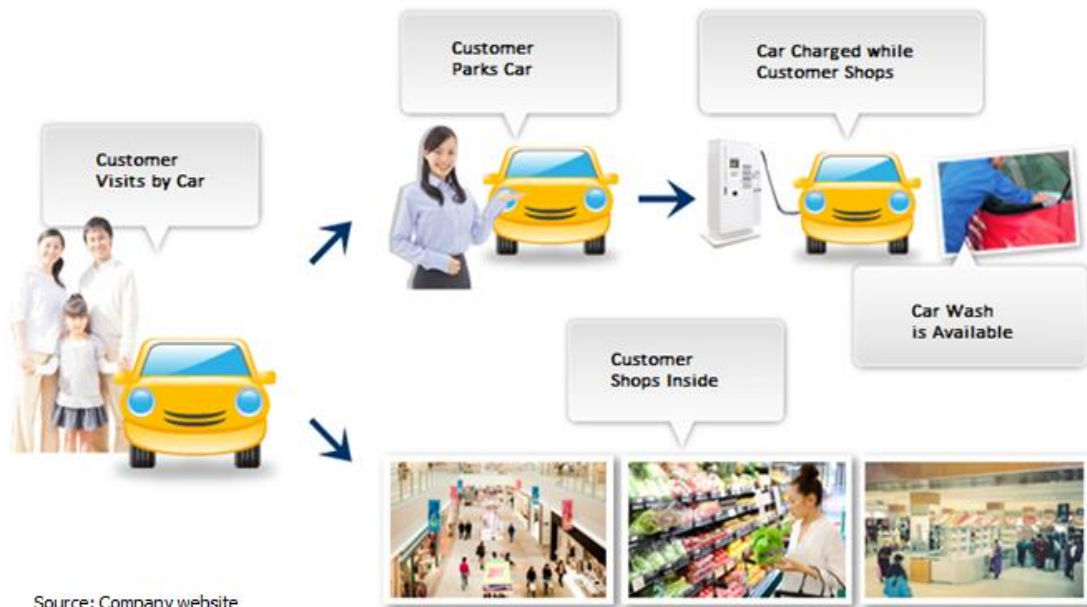 Customer
Parks Car
Car Charged while
Customer Shops
Customer
Visits by Car
Car Wash
is Available
Customer
Shops Inside
Source: Company website